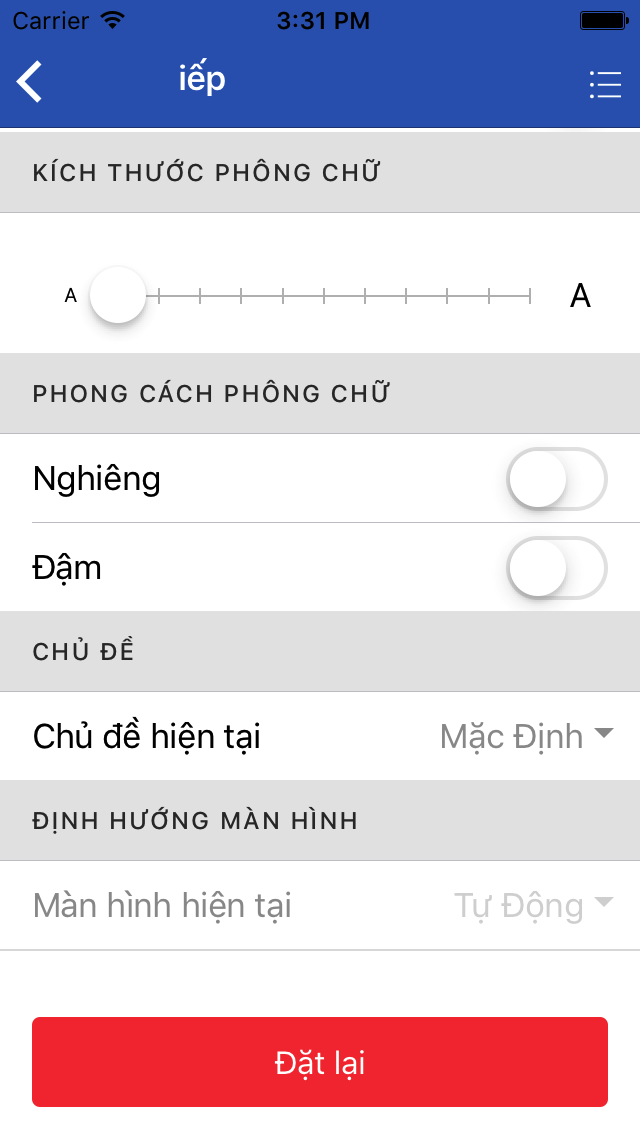 Carrier 3:31 PM
iếp
KÍCH THƯỚC PHÔNG CHỮ
A A
PHONG CÁCH PHÔNG CHỮ
Nghiêng
Đậm
CHỦ ĐỀ
Chủ đề hiện tại Mặc Định
ĐỊNH HƯỚNG MÀN HÌNH
Màn hình hiện tại Tự Động
Đặt lại